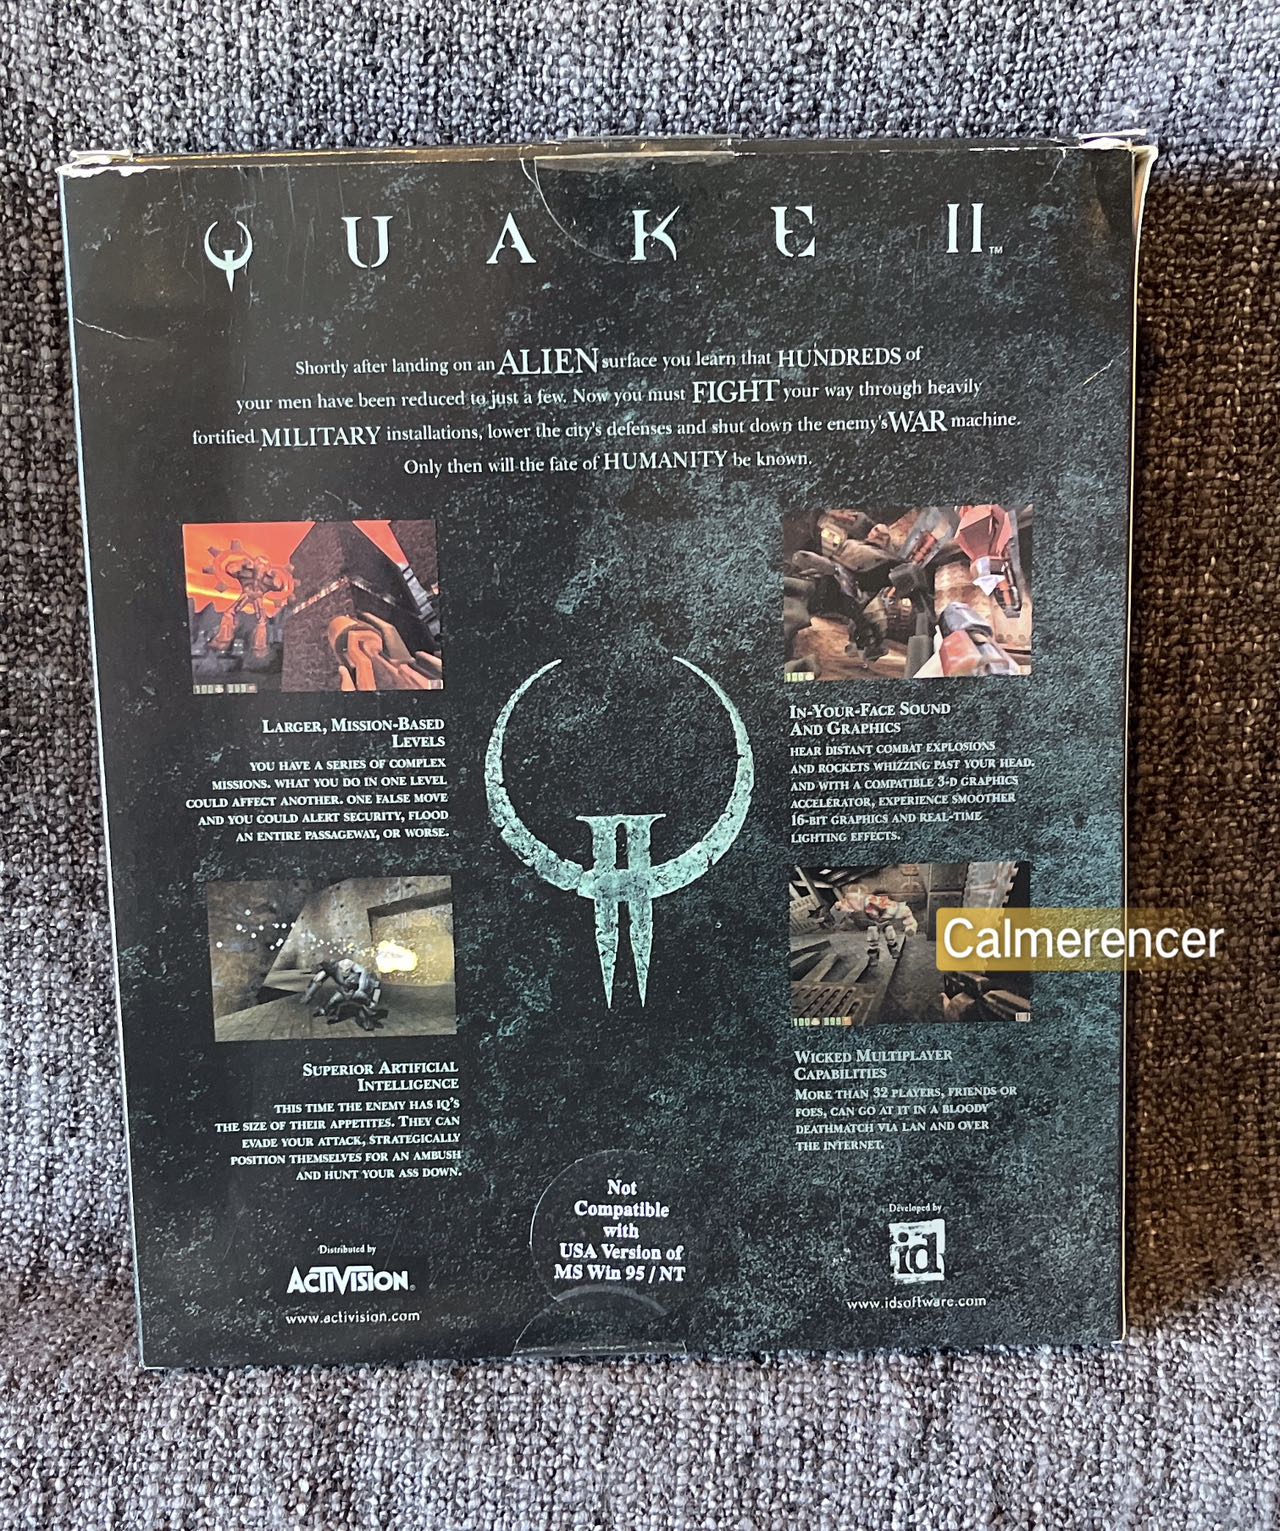 QUAKE II™
Shortly after landing on an ALIEN surface you learn that HUNDREDS of
your men have been reduced to just a few. Now you must FIGHT your way through heavily
fortified MILITARY installations, lower the city's defenses and shut down the enemy's WAR machine.
Only then will the fate of HUMANITY be known.
LARGER, MISSION-BASED
LEVELS
YOU HAVE A SERIES OF COMPLEX
MISSIONS. WHAT YOU DO IN ONE LEVEL
COULD AFFECT ANOTHER. ONE FALSE MOVE
AND YOU COULD ALERT SECURITY, FLOOD
AN ENTIRE PASSAGEWAY, OR WORSE.
IN-YOUR-FACE SOUND
AND GRAPHICS
HEAR DISTANT COMBAT EXPLOSIONS
AND ROCKETS WHIZZING PAST YOUR HEAD.
AND WITH A COMPATIBLE 3-D GRAPHICS
ACCELERATOR, EXPERIENCE SMOOTHER
16-BIT GRAPHICS AND REAL-TIME
LIGHTING EFFECTS.
II
Calmerencer
SUPERIOR ARTIFICIAL
INTELLIGENCE
THIS TIME THE ENEMY HAS IQ'S
THE SIZE OF THEIR APPETITES. THEY CAN
EVADE YOUR ATTACK, STRATEGICALLY
POSITION THEMSELVES FOR AN AMBUSH
AND HUNT YOUR ASS DOWN.
WICKED MULTIPLAYER
CAPABILITIES
MORE THAN 32 PLAYERS, FRIENDS OR
FOES, CAN GO AT IT IN A BLOODY
DEATHMATCH VIA LAN AND OVER
THE INTERNET.
Not
Compatible
with
USA Version of
MS Win 95 / NT
Distributed by
ACTIVISION®
www.activision.com
Developed by
id
www.idsoftware.com